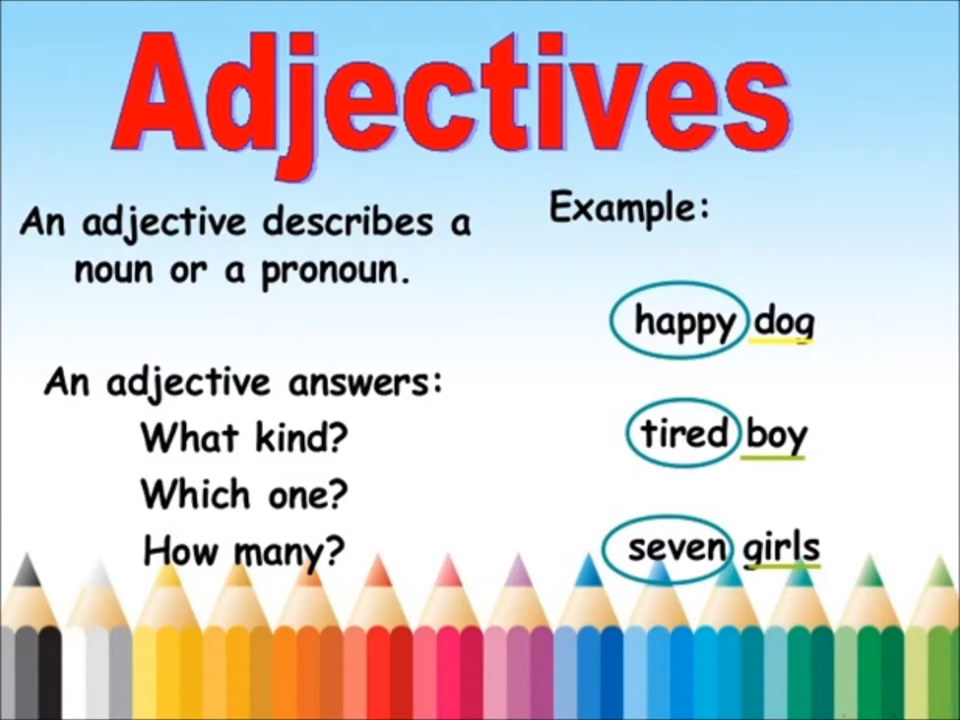 Adjectives
An adjective describes a
noun or a pronoun.
An adjective answers:
What kind?
Which one?
How many?
Example:
happy dog
tired boy
seven girls